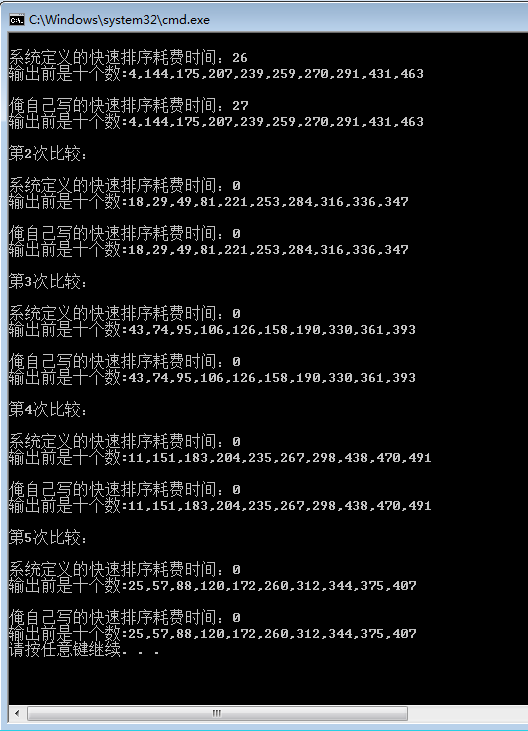 C:\Windows\system32\cmd.exe
系统定义的快速排序耗费时间：26
输出前是十个数:4,144,175,207,239,259,270,291,431,463
俺自己写的快速排序耗费时间：27
输出前是十个数:4,144,175,207,239,259,270,291,431,463
第2次比较：
系统定义的快速排序耗费时间：0
输出前是十个数:18,29,49,81,221,253,284,316,336,347
俺自己写的快速排序耗费时间：0
输出前是十个数:18,29,49,81,221,253,284,316,336,347
第3次比较：
系统定义的快速排序耗费时间：0
输出前是十个数:43,74,95,106,126,158,190,330,361,393
俺自己写的快速排序耗费时间：0
输出前是十个数:43,74,95,106,126,158,190,330,361,393
第4次比较：
系统定义的快速排序耗费时间：0
输出前是十个数:11,151,183,204,235,267,298,438,470,491
俺自己写的快速排序耗费时间：0
输出前是十个数:11,151,183,204,235,267,298,438,470,491
第5次比较：
系统定义的快速排序耗费时间：0
输出前是十个数:25,57,88,120,172,260,312,344,375,407
俺自己写的快速排序耗费时间：0
输出前是十个数:25,57,88,120,172,260,312,344,375,407
请按任意键继续. . .